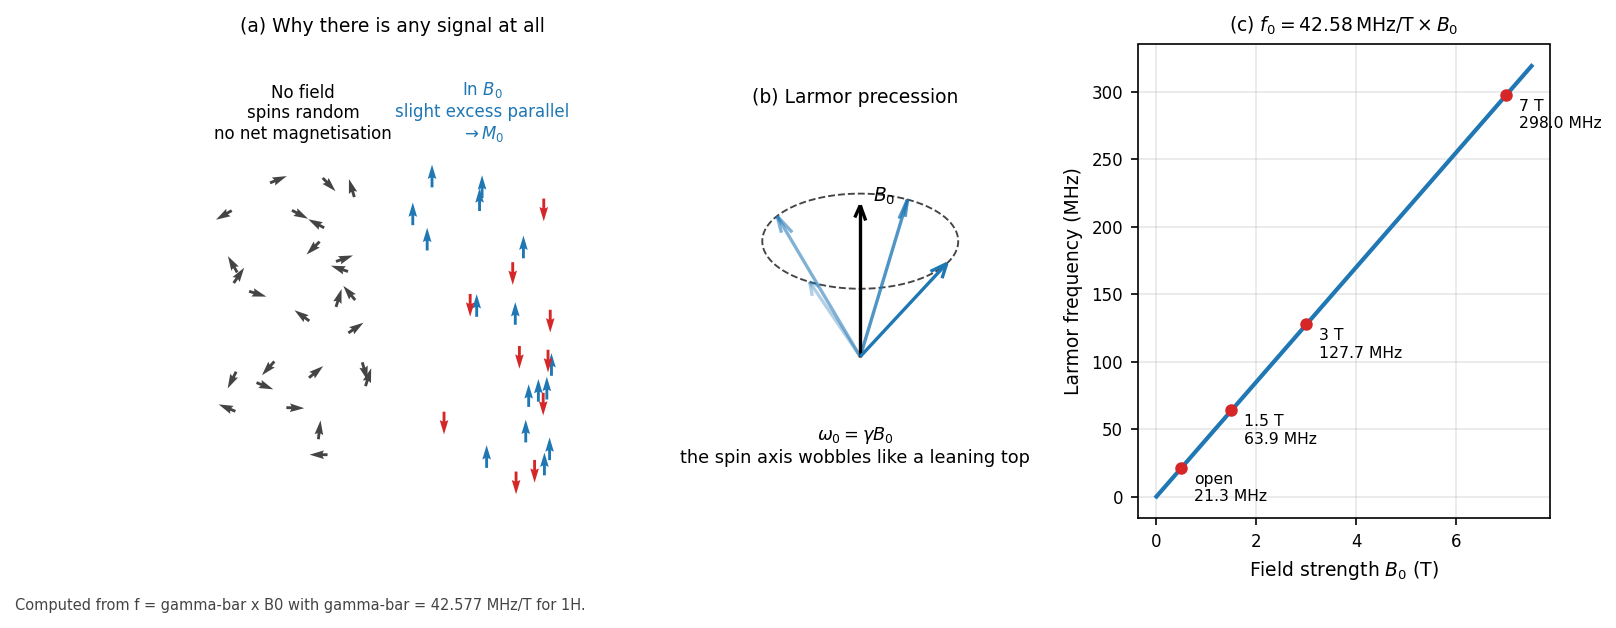 (a) Why there is any signal at all
No field
spins random
no net magnetisation
In B₀
slight excess parallel
→ M₀
(b) Larmor precession
B₀
ω₀ = γB₀
the spin axis wobbles like a leaning top
(c) f₀ = 42.58 MHz/T × B₀
Larmor frequency (MHz)
300
250
200
150
100
50
0
7 T
298.0 MHz
3 T
127.7 MHz
1.5 T
63.9 MHz
open
21.3 MHz
0 2 4 6
Field strength B₀ (T)
Computed from f = gamma-bar x B0 with gamma-bar = 42.577 MHz/T for 1H.